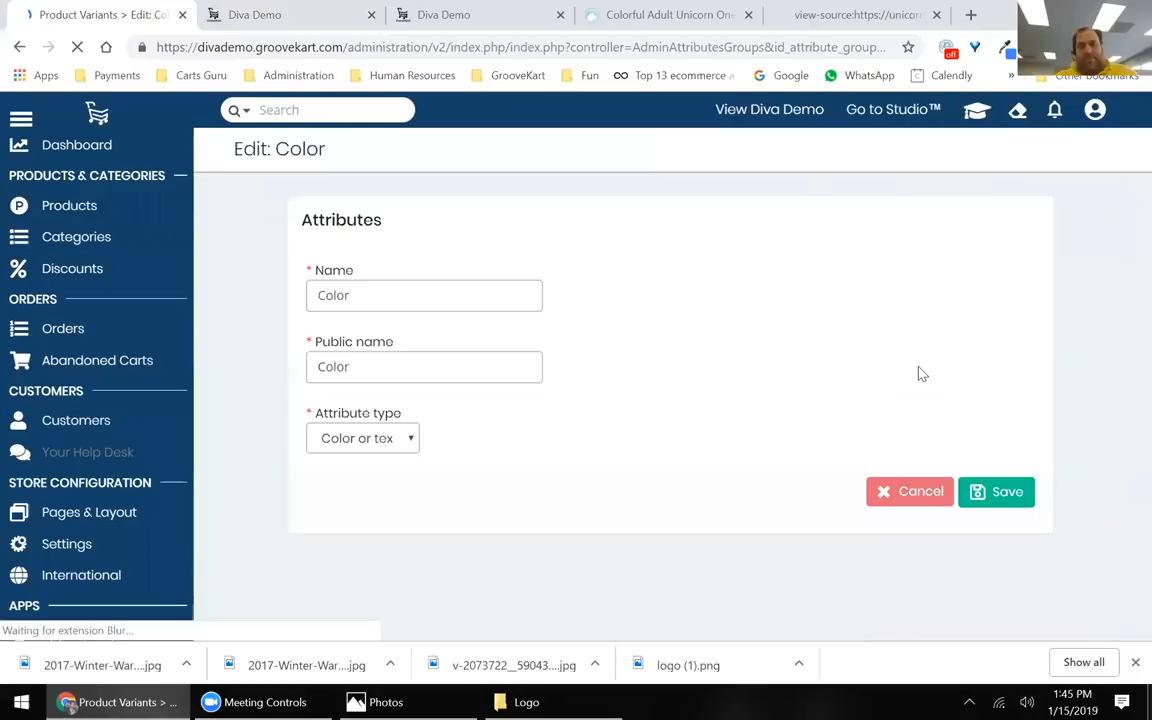 Product Variants > Edit: Co
Diva Demo
Diva Demo
Colorful Adult Unicorn One
view-source:https://unicor
https://divademo.groovekart.com/administration/v2/index.php/index.php?controller=AdminAttributesGroups&id_attribute_group...
off
Apps
Payments
Carts Guru
Administration
Human Resources
GrooveKart
Fun
Top 13 ecommerce
Google
WhatsApp
Calendly
»
Other Bookmarks
Search
View Diva Demo
Go to Studio™
Dashboard
PRODUCTS & CATEGORIES
Products
Categories
Discounts
ORDERS
Orders
Abandoned Carts
CUSTOMERS
Customers
Your Help Desk
STORE CONFIGURATION
Pages & Layout
Settings
International
APPS
Edit: Color
Attributes
* Name
Color
* Public name
Color
* Attribute type
Color or tex
Cancel
Save
Waiting for extension Blur...
2017-Winter-War....jpg
2017-Winter-War....jpg
v-2073722__59043....jpg
logo (1).png
Show all
Product Variants > ...
Meeting Controls
Photos
Logo
1:45 PM
1/15/2019